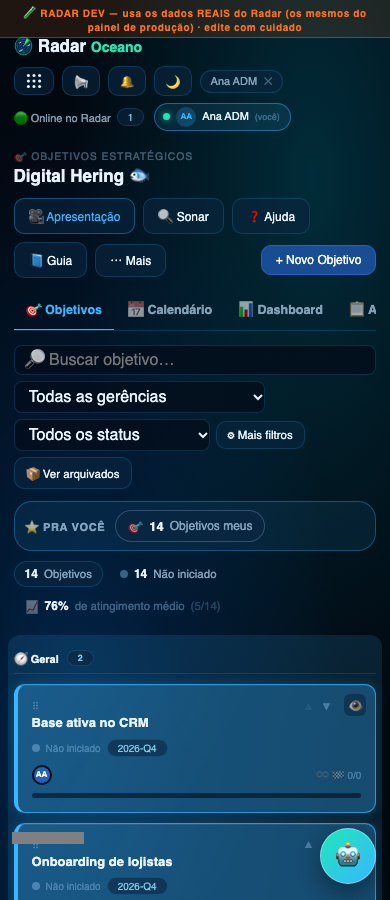 RADAR DEV — usa os dados REAIS do Radar (os mesmos do
painel de produção) · edite com cuidado
Radar Oceano
Ana ADM ✕
Online no Radar 1 AA Ana ADM (você)
OBJETIVOS ESTRATÉGICOS
Digital Hering
Apresentação Sonar ? Ajuda
Guia ··· Mais + Novo Objetivo
Objetivos Calendário Dashboard A
Buscar objetivo…
Todas as gerências
Todos os status Mais filtros
Ver arquivados
PRA VOCÊ 14 Objetivos meus
14 Objetivos 14 Não iniciado
76% de atingimento médio (5/14)
Geral 2
Base ativa no CRM
Não iniciado 2026-Q4
AA 0/0
Onboarding de lojistas
Não iniciado 2026-Q4